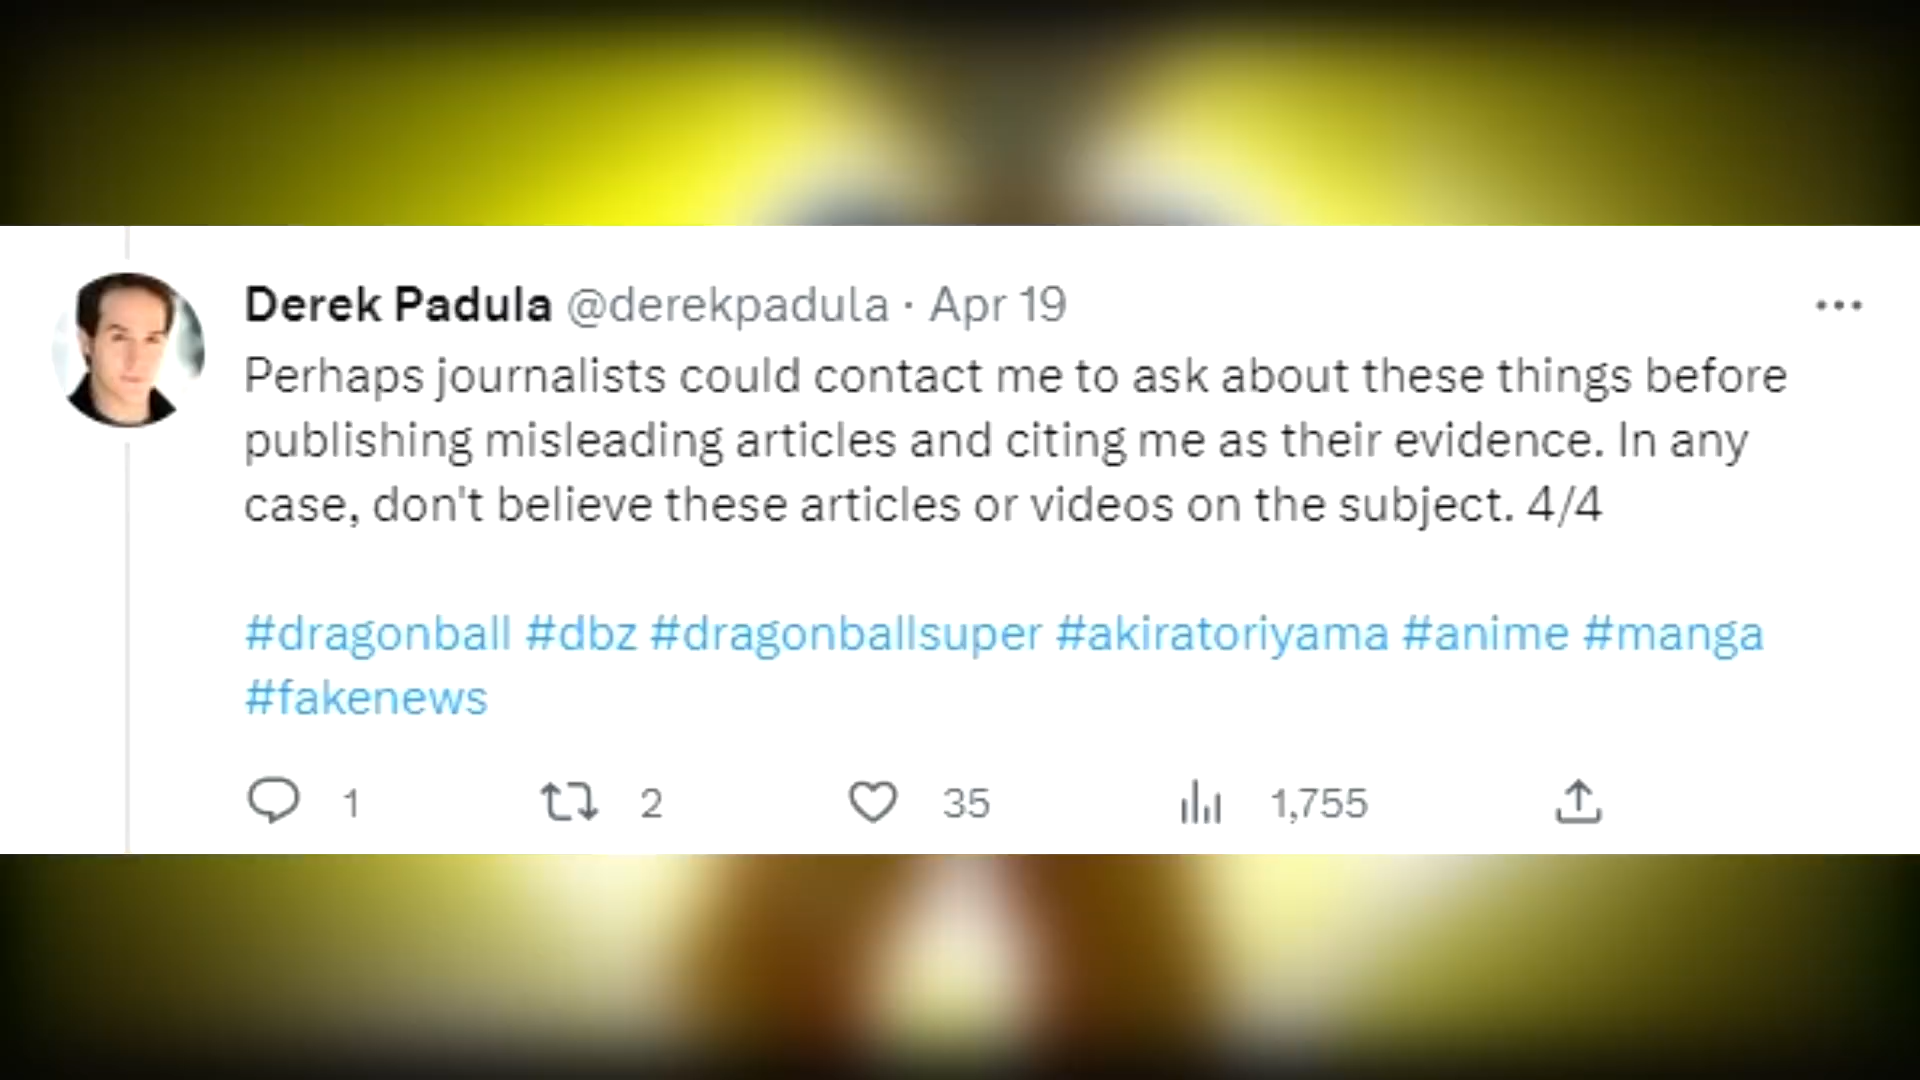 Derek Padula @derekpadula · Apr 19
Perhaps journalists could contact me to ask about these things before
publishing misleading articles and citing me as their evidence. In any
case, don't believe these articles or videos on the subject. 4/4
#dragonball #dbz #dragonballsuper #akiratoriyama #anime #manga
#fakenews
1 2 35 1,755